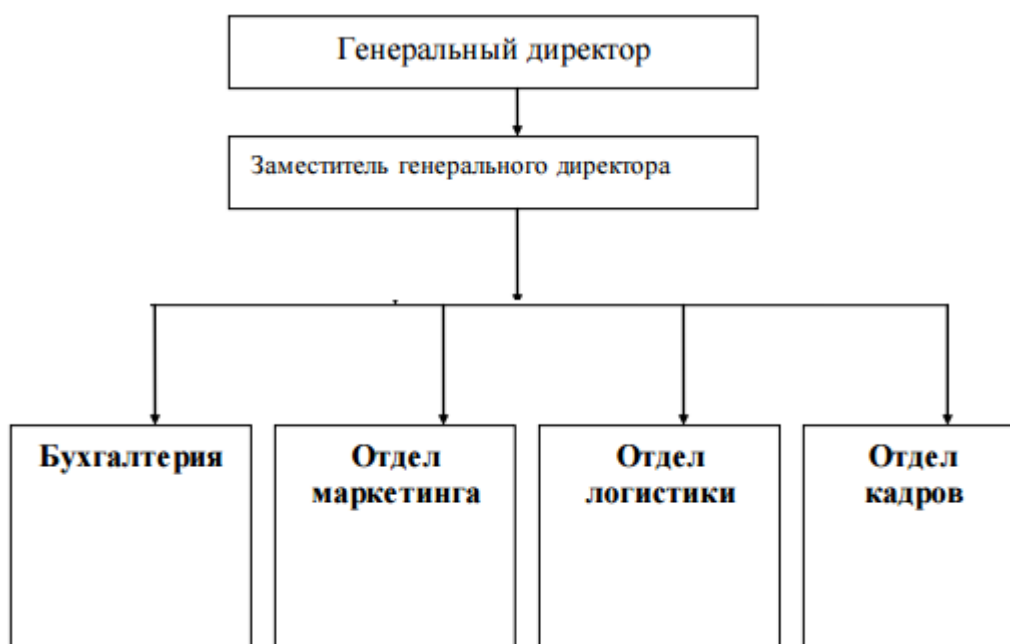 Генеральный директор
Заместитель генерального директора
Бухгалтерия
Отдел
маркетинга
Отдел
логистики
Отдел
кадров